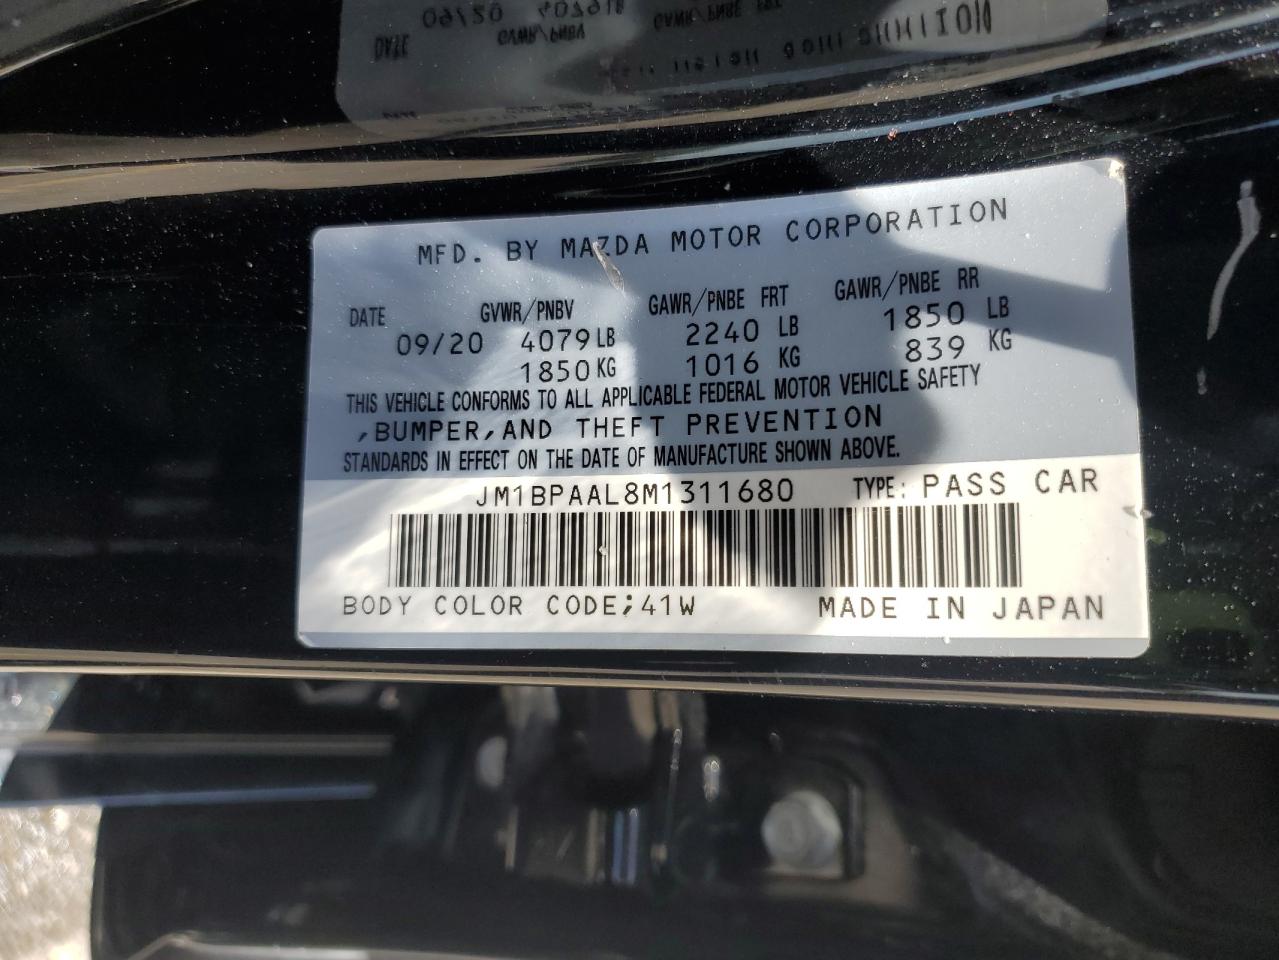 MFD. BY MAZDA MOTOR CORPORATION
DATE GVWR/PNBV GAWR/PNBE FRT GAWR/PNBE RR
09/20 4079 LB 2240 LB 1850 LB
1850 KG 1016 KG 839 KG
THIS VEHICLE CONFORMS TO ALL APPLICABLE FEDERAL MOTOR VEHICLE SAFETY
,BUMPER,AND THEFT PREVENTION
STANDARDS IN EFFECT ON THE DATE OF MANUFACTURE SHOWN ABOVE.
JM1BPAAL8M1311680 TYPE: PASS CAR
BODY COLOR CODE;41W MADE IN JAPAN